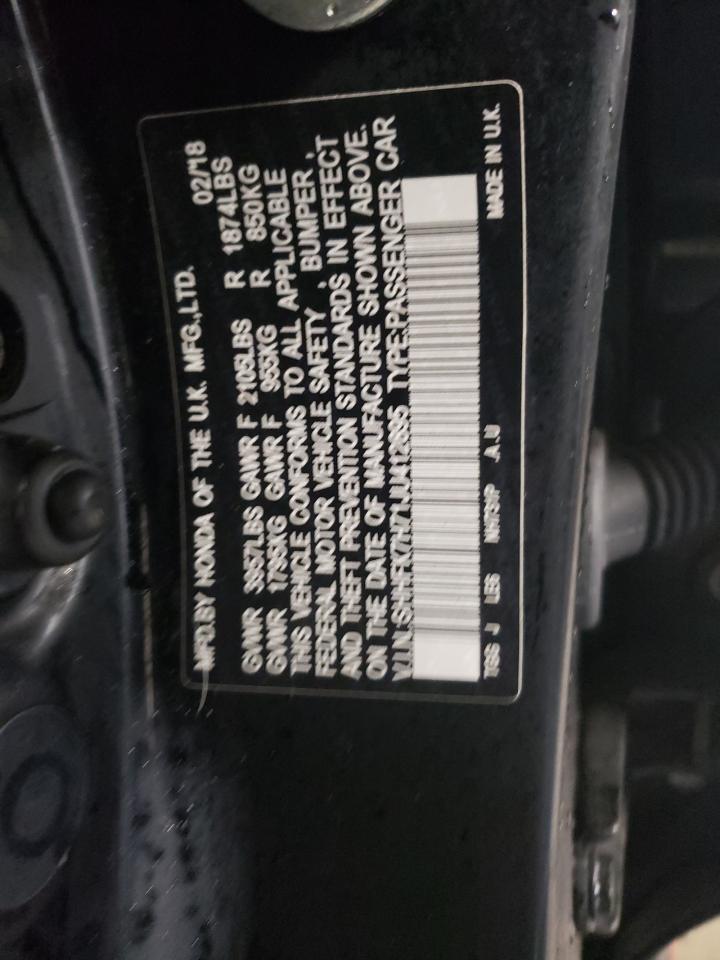 MFD.BY HONDA OF THE U.K. MFG.,LTD. 02/18
GVWR 3957LBS GAWR F 2105LBS R 1874LBS
GVWR 1795KG GAWR F 955KG R 850KG
THIS VEHICLE CONFORMS TO ALL APPLICABLE
FEDERAL MOTOR VEHICLE SAFETY , BUMPER ,
AND THEFT PREVENTION STANDARDS IN EFFECT
ON THE DATE OF MANUFACTURE SHOWN ABOVE.
V.I.N.: TYPE:PASSENGER CAR
TGG J .A.U MADE IN U.K.